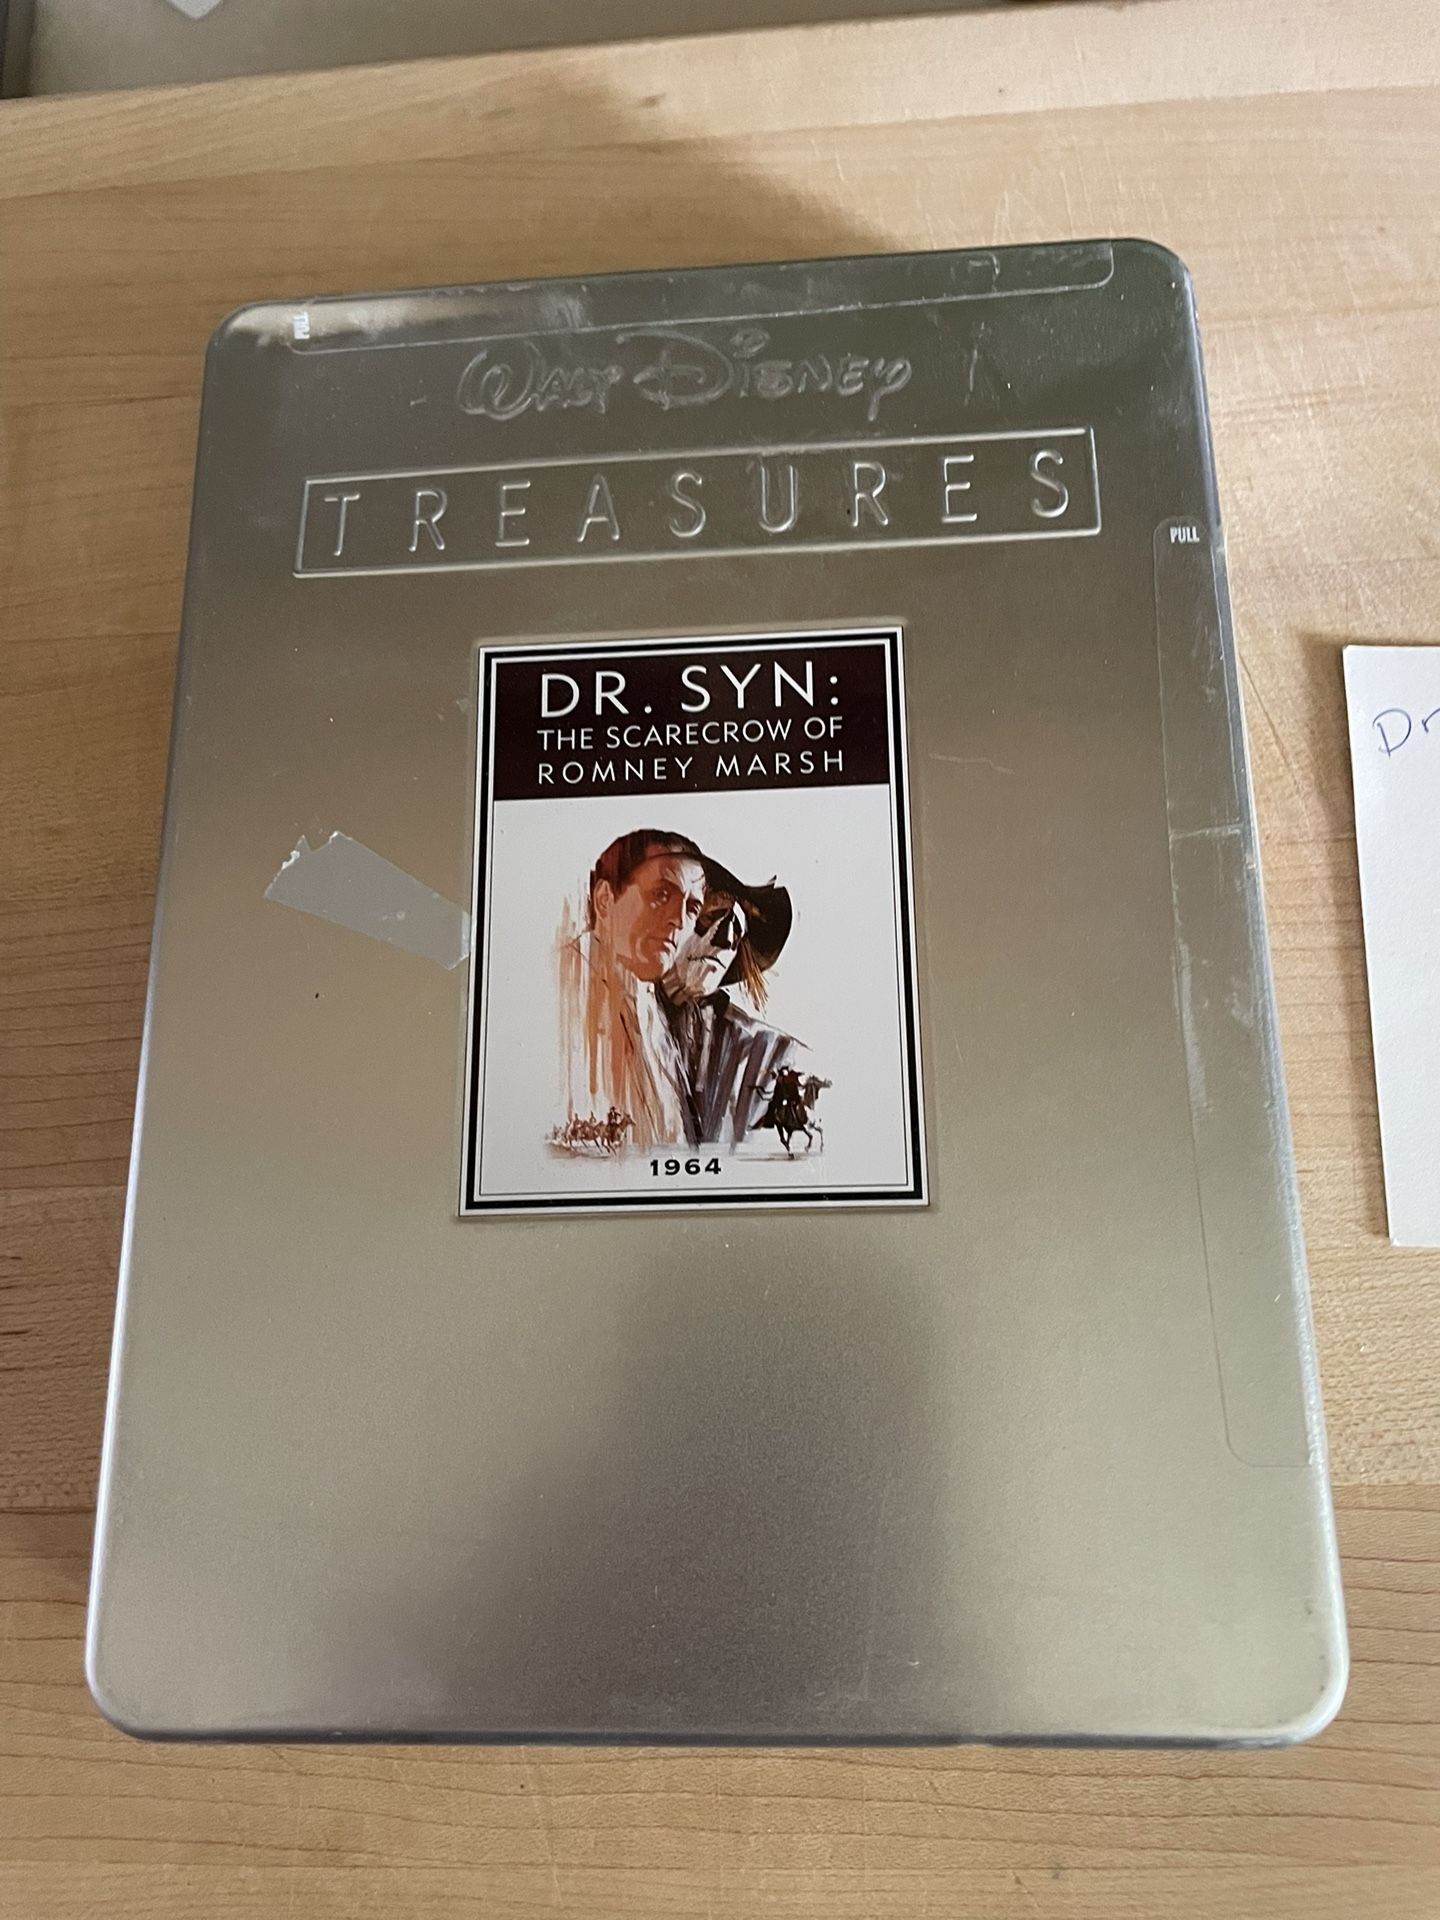 PULL
WALT DISNEY
TREASURES
PULL
DR. SYN:
THE SCARECROW OF
ROMNEY MARSH
1964
Dr